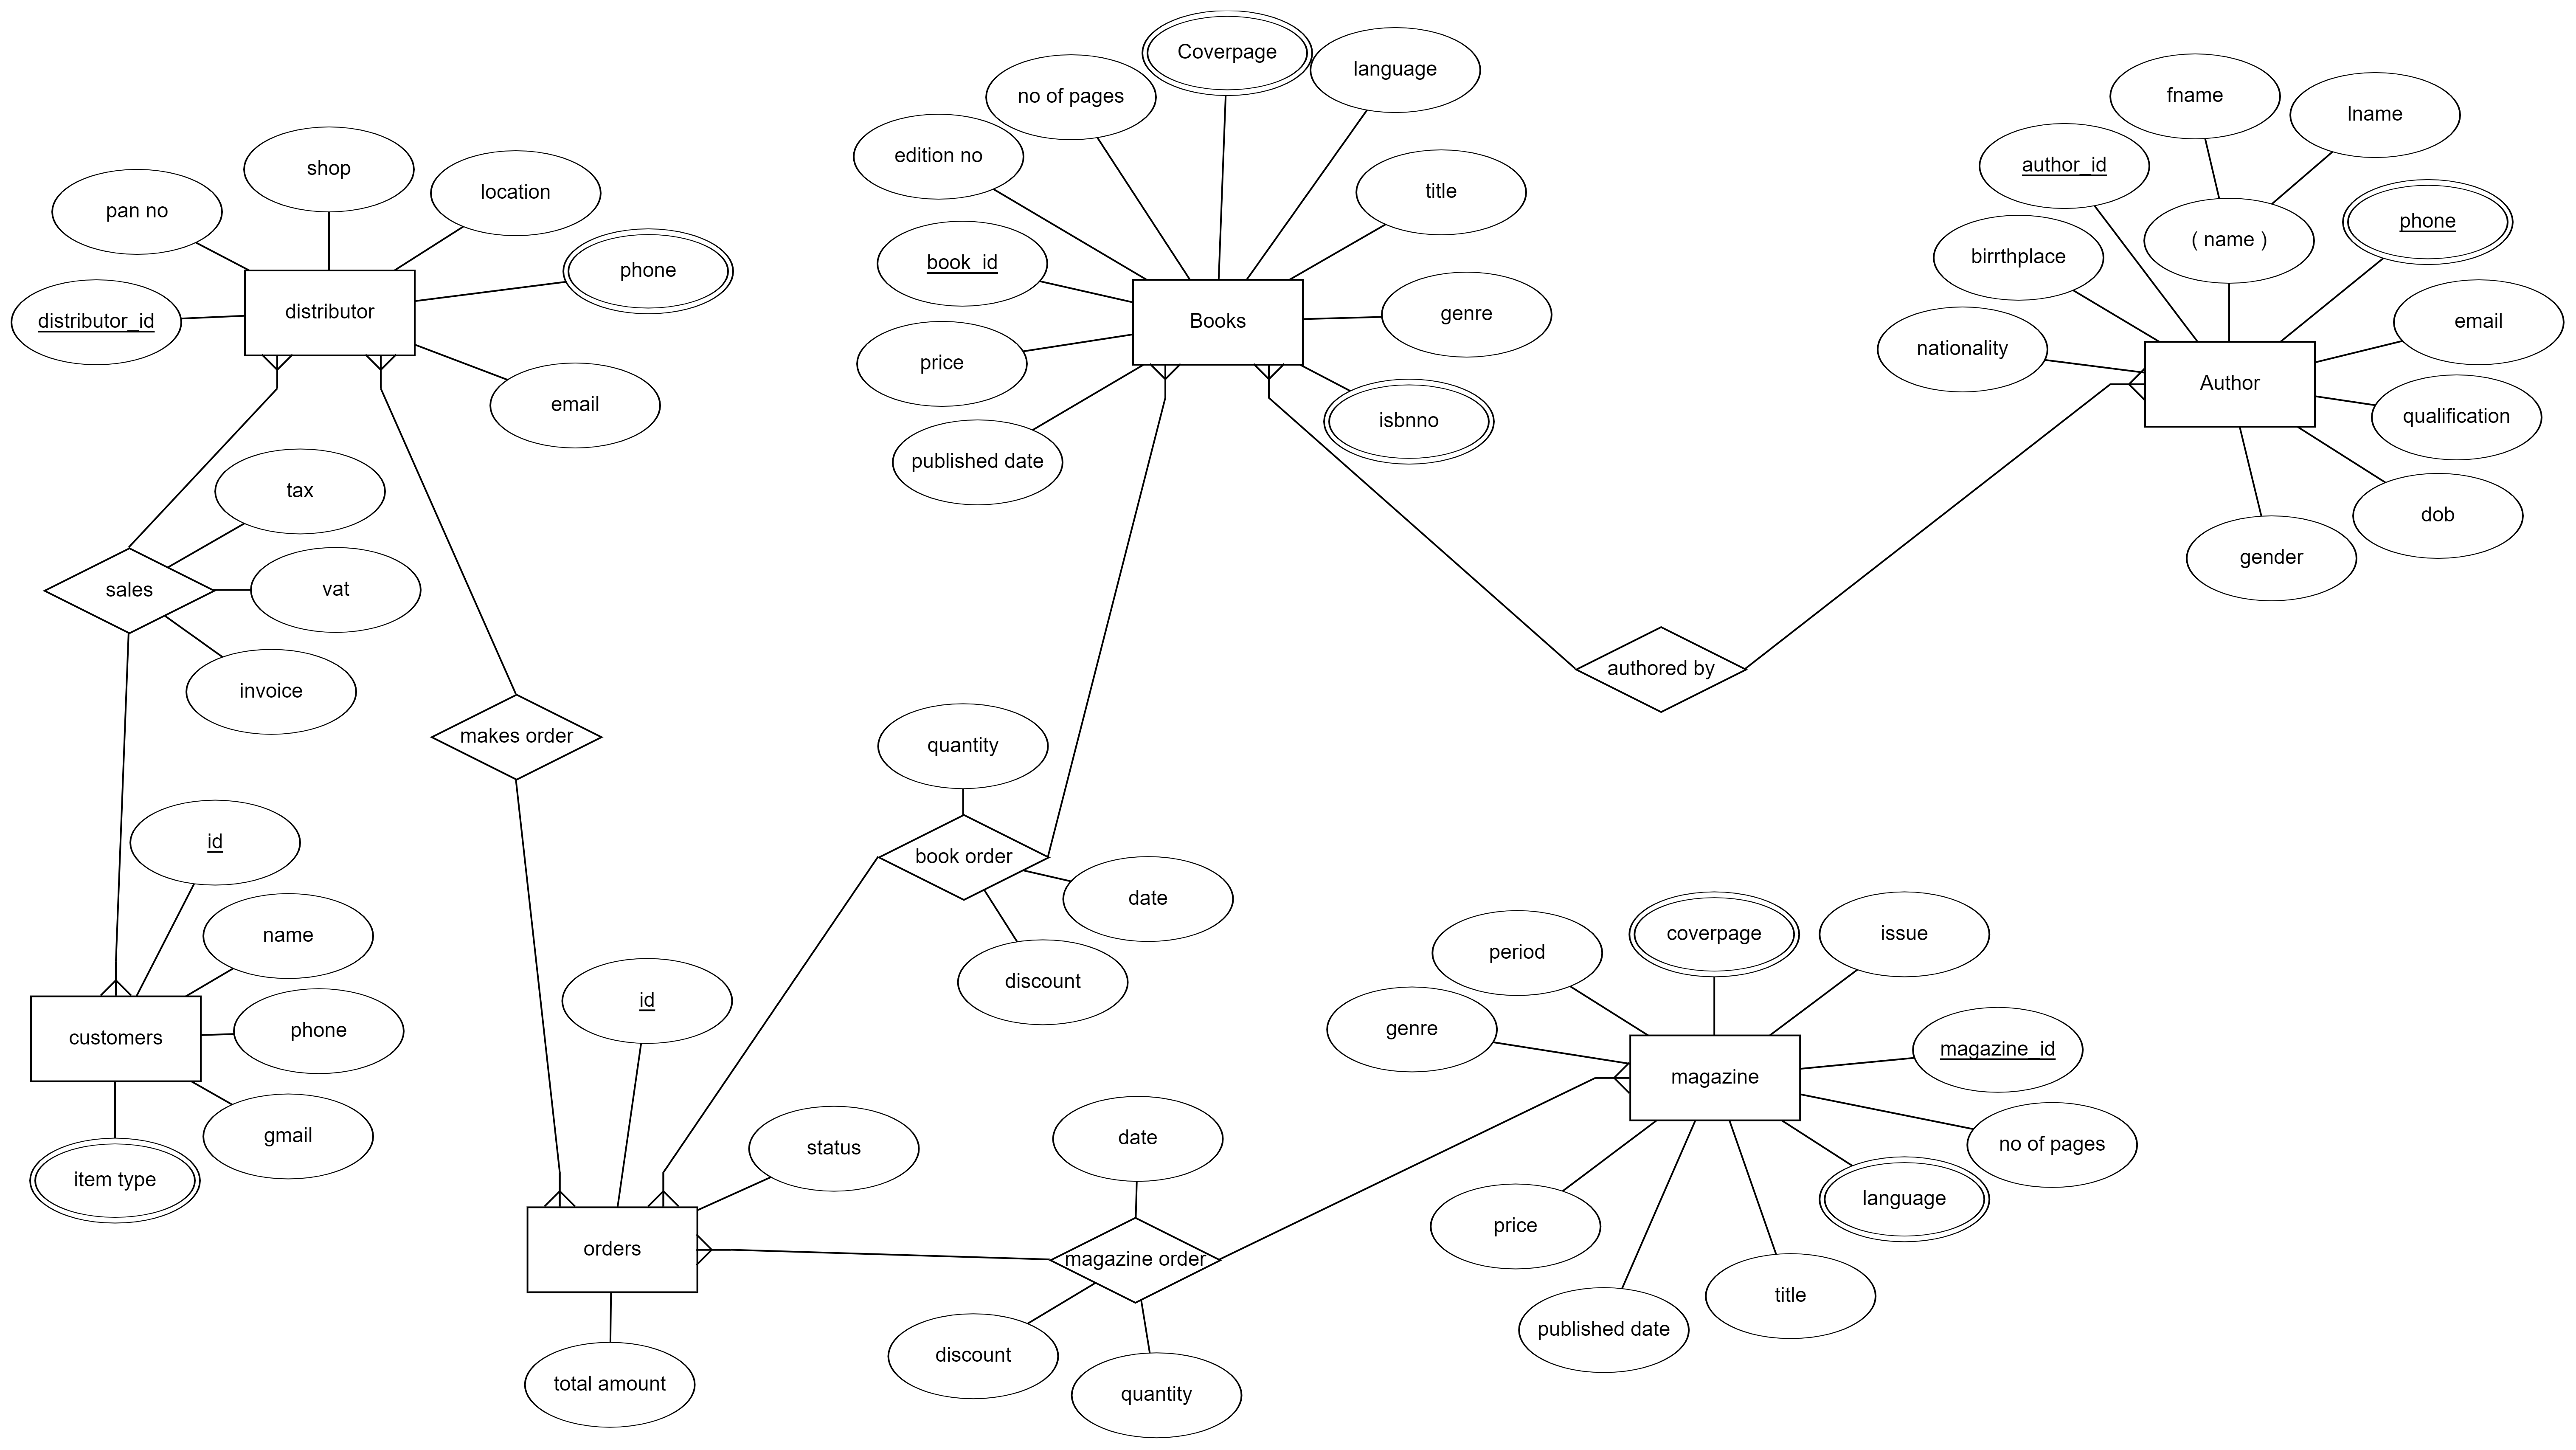 Coverpage
language
no of pages
fname
lname
edition no
shop
author_id
location
title
pan no
phone
( name )
birrthplace
book_id
phone
distributor_id
distributor
Books
genre
email
nationality
price
Author
email
isbnno
qualification
published date
tax
dob
gender
sales
vat
authored by
invoice
makes order
quantity
id
book order
date
name
coverpage
issue
period
discount
id
phone
genre
customers
magazine
magazine_id
gmail
date
status
no of pages
item type
language
price
orders
magazine order
title
published date
discount
total amount
quantity